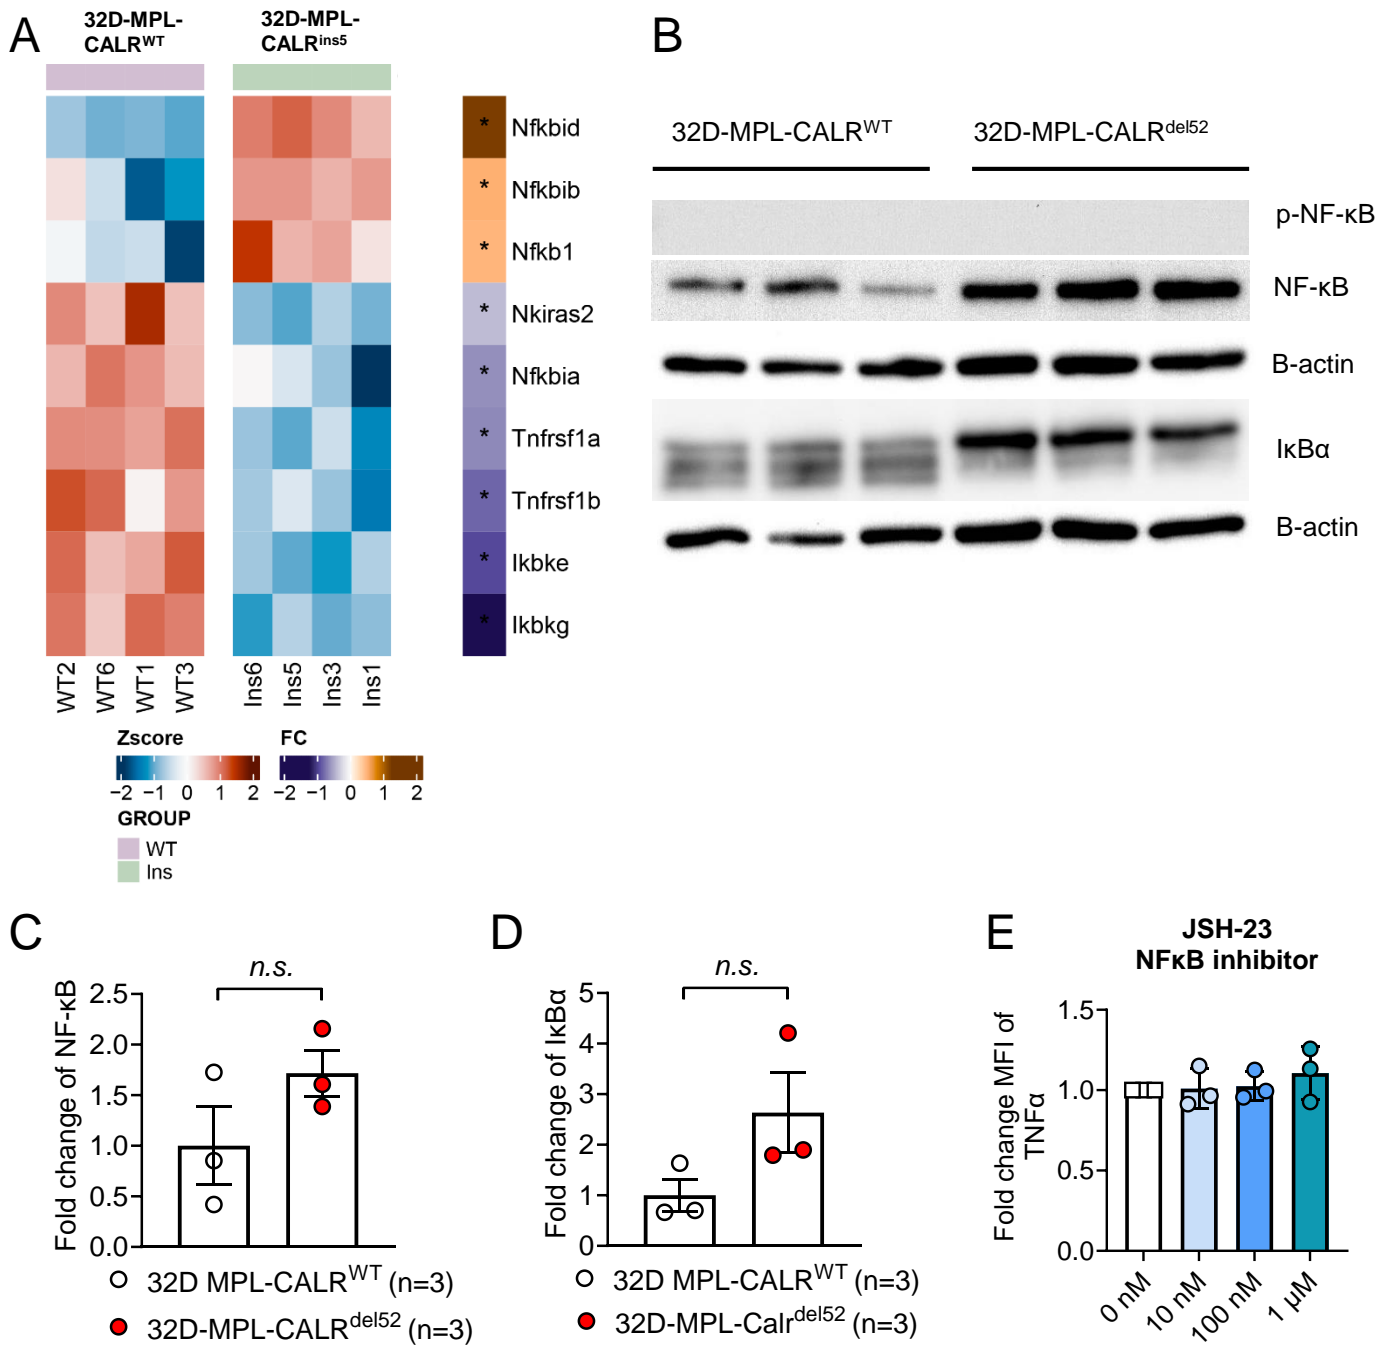 A
32D-MPL-
CALRWT
32D-MPL-
CALRins5
* Nfkbid
* Nfkbib
* Nfkb1
* Nkiras2
* Nfkbia
* Tnfrsf1a
* Tnfrsf1b
* Ikbke
* Ikbkg
WT2 WT6 WT1 WT3 Ins6 Ins5 Ins3 Ins1
Zscore FC
−2 −1 0 1 2 −2 −1 0 1 2
GROUP
WT
Ins
B
32D-MPL-CALRWT 32D-MPL-CALRdel52
p-NF-κB
NF-κB
B-actin
IκBα
B-actin
C
Fold change of NF-κB
n.s.
2.5
2.0
1.5
1.0
0.5
0.0
32D MPL-CALRWT (n=3)
32D-MPL-CALRdel52 (n=3)
D
Fold change of IκBα
n.s.
5
4
3
2
1
0
32D MPL-CALRWT (n=3)
32D-MPL-Calrdel52 (n=3)
E
JSH-23
NFκB inhibitor
Fold change MFI of
TNFα
1.5
1.0
0.5
0.0
0 nM 10 nM 100 nM 1 µM